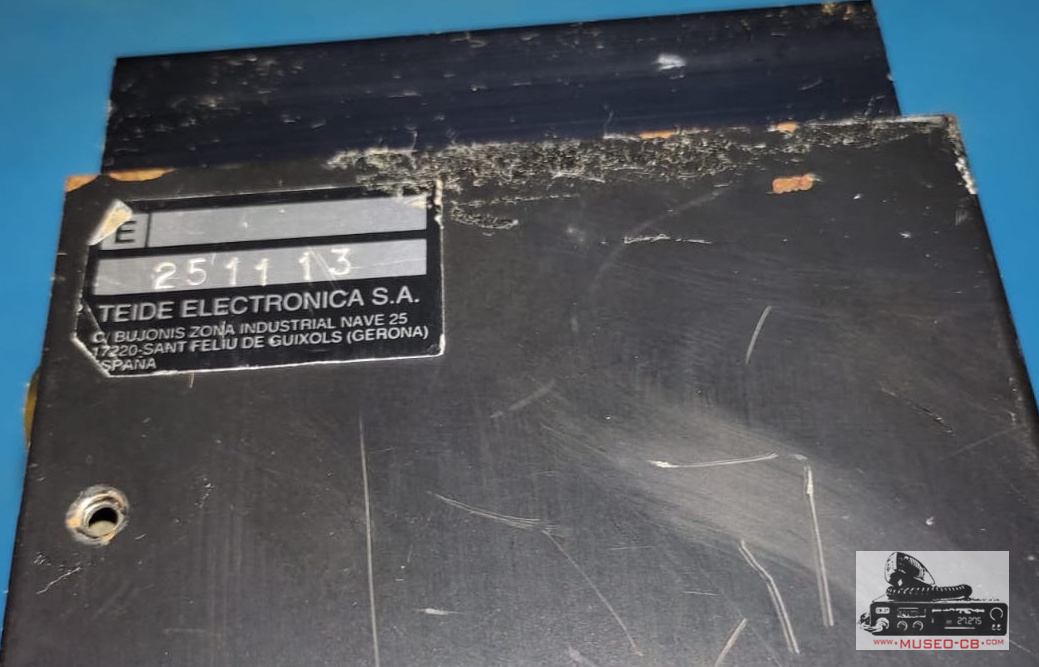 E
251113
TEIDE ELECTRONICA S.A.
C/ BUJONIS ZONA INDUSTRIAL NAVE 25
17220-SANT FELIU DE GUIXOLS (GERONA)
ESPAÑA
27.275
WWW.MUSEO-CB.COM